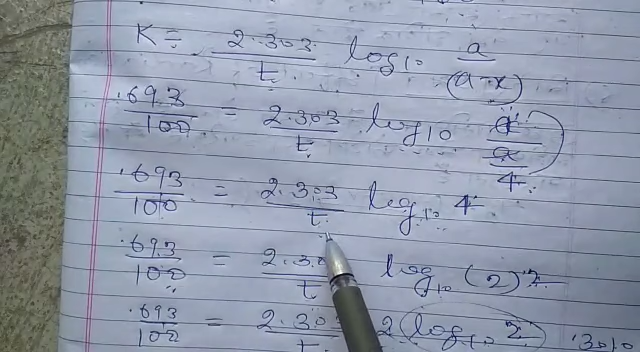 K = 2.303/t log10 a/(a-x)
.693/100 = 2.303/t log10 a/(a/4)
.693/100 = 2.303/t log10 4
.693/100 = 2.303/t log10 (2)2
.693/100 = 2.303/t 2 log10 2 .3010